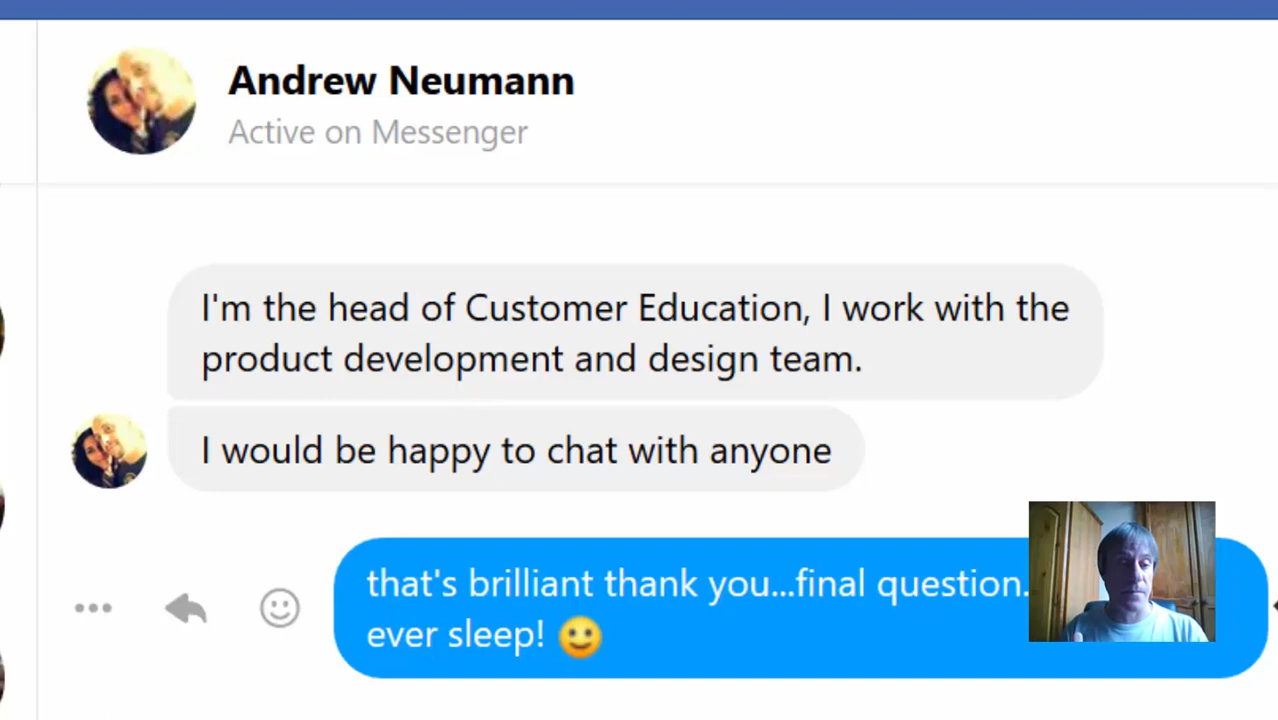 Andrew Neumann
Active on Messenger
I'm the head of Customer Education, I work with the
product development and design team.
I would be happy to chat with anyone
that's brilliant thank you...final question.
ever sleep! 🙂